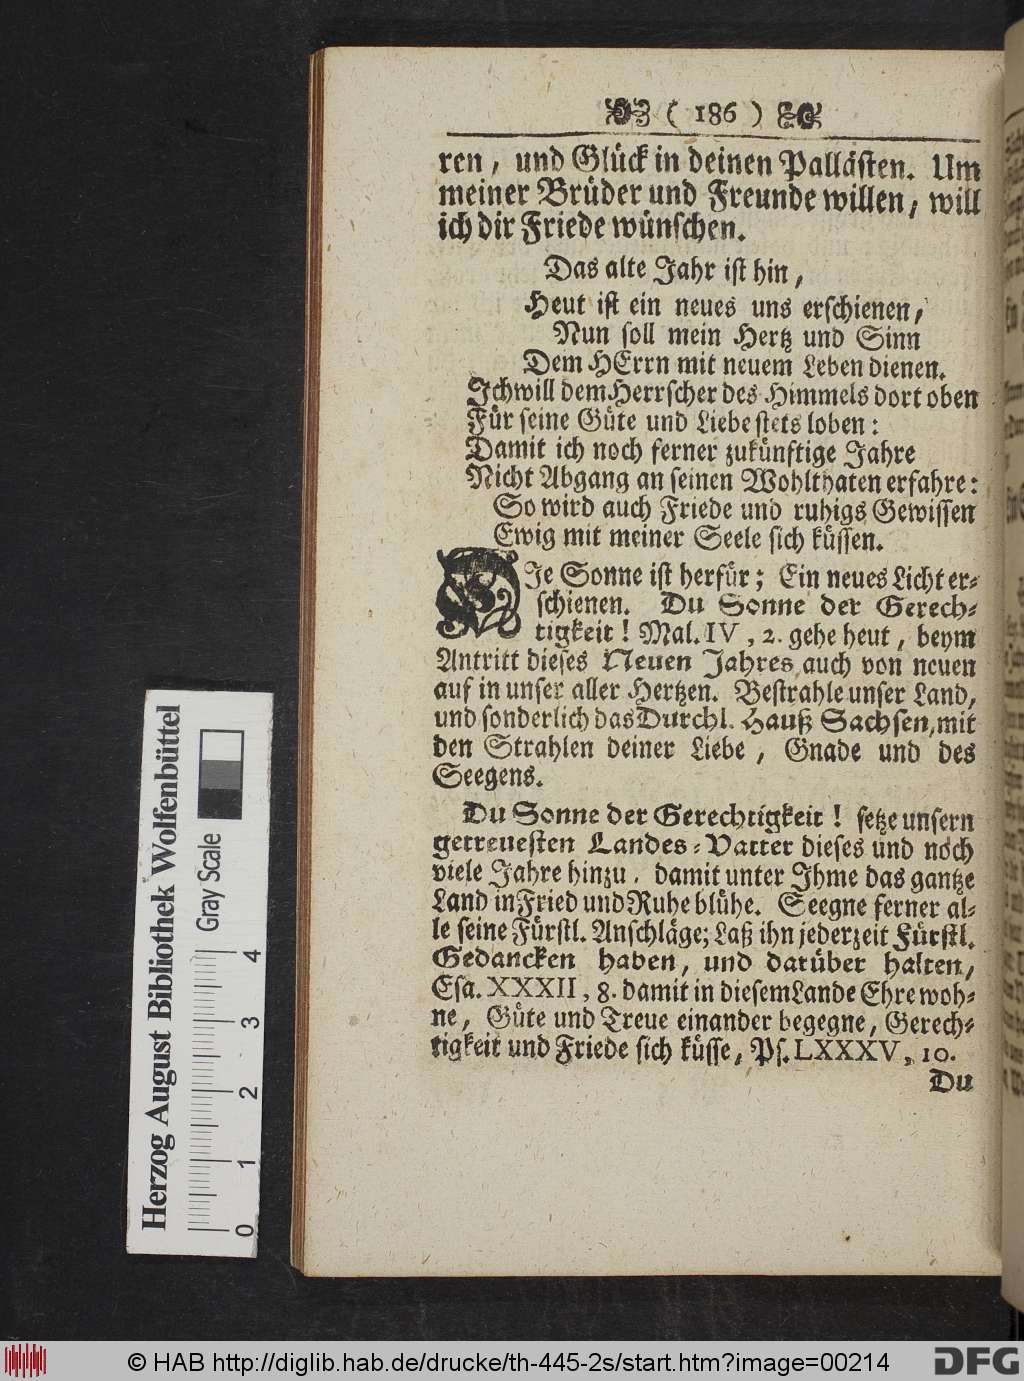 ( 186 )
ren, und Glück in deinen Pallästen. Um
meiner Brüder und Freunde willen, will
ich dir Friede wünschen.
Das alte Jahr ist hin,
Heut ist ein neues uns erschienen,
Nun soll mein Hertz und Sinn
Dem HErrn mit neuem Leben dienen.
Ich will dem Herrscher des Himmels dort oben
Für seine Güte und Liebe stets loben:
Damit ich noch ferner zukünftige Jahre
Nicht Abgang an seinen Wohlthaten erfahre:
So wird auch Friede und ruhigs Gewissen
Ewig mit meiner Seele sich küssen.
DIe Sonne ist herfür; Ein neues Licht er-
schienen. Du Sonne der Gerech-
tigkeit! Mal. IV, 2. gehe heut, beym
Antritt dieses Neuen Jahres auch von neuen
auf in unser aller Hertzen. Bestrahle unser Land,
und sonderlich das Durchl. Hauß Sachsen, mit
den Strahlen deiner Liebe, Gnade und des
Seegens.
Du Sonne der Gerechtigkeit! setze unsern
getreuesten Landes-Vatter dieses und noch
viele Jahre hinzu, damit unter Ihme das gantze
Land in Fried und Ruhe blühe. Seegne ferner al-
le seine Fürstl. Anschläge; Laß ihn jederzeit Fürstl.
Gedancken haben, und darüber halten,
Esa. XXXII, 8. damit in diesem Lande Ehre woh-
ne, Güte und Treue einander begegne, Gerech-
tigkeit und Friede sich küsse, Ps. LXXXV, 10.
Du
Herzog August Bibliothek Wolfenbüttel
Gray Scale
0 1 2 3 4
© HAB http://diglib.hab.de/drucke/th-445-2s/start.htm?image=00214
DFG